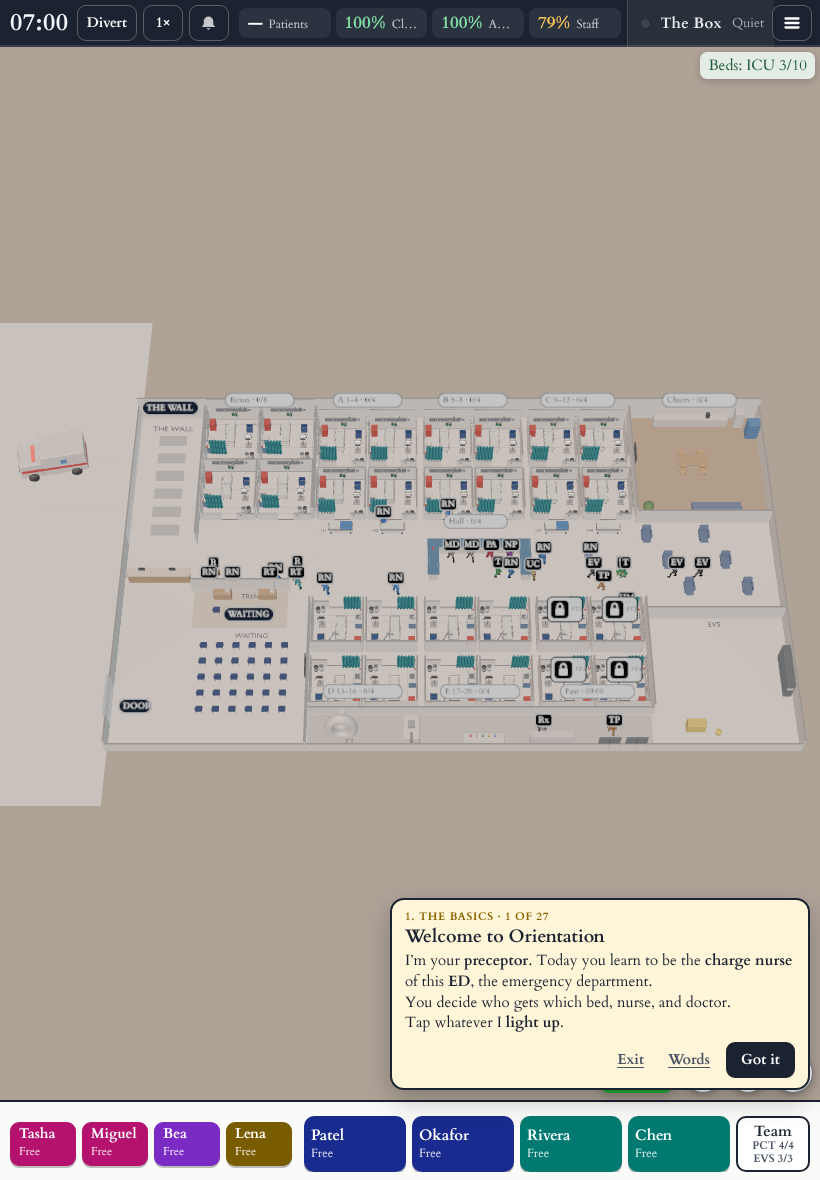 07:00
Divert
1×
Patients
100% Cl...
100% A...
79% Staff
The Box
Quiet
Beds: ICU 3/10
THE WALL
THE WALL
Resus · 0/8
A 1–4 · 0/4
B 5–8 · 0/4
C 9–12 · 0/4
Chairs · 0/4
RN
RN
Hall · 0/4
MD
MD
PA
NP
RN
RN
RN
RN
RT
RT
RN
RN
T
RN
UC
EV
TP
T
EV
EV
WAITING
WAITING
EVS
DOOR
D 13–16 · 0/4
E 17–20 · 0/4
Fast · 09:00
Rx
TP
CT
1. THE BASICS · 1 OF 27
Welcome to Orientation
I'm your preceptor. Today you learn to be the charge nurse
of this ED, the emergency department.
You decide who gets which bed, nurse, and doctor.
Tap whatever I light up.
Exit
Words
Got it
Tasha
Free
Miguel
Free
Bea
Free
Lena
Free
Patel
Free
Okafor
Free
Rivera
Free
Chen
Free
Team
PCT 4/4
EVS 3/3